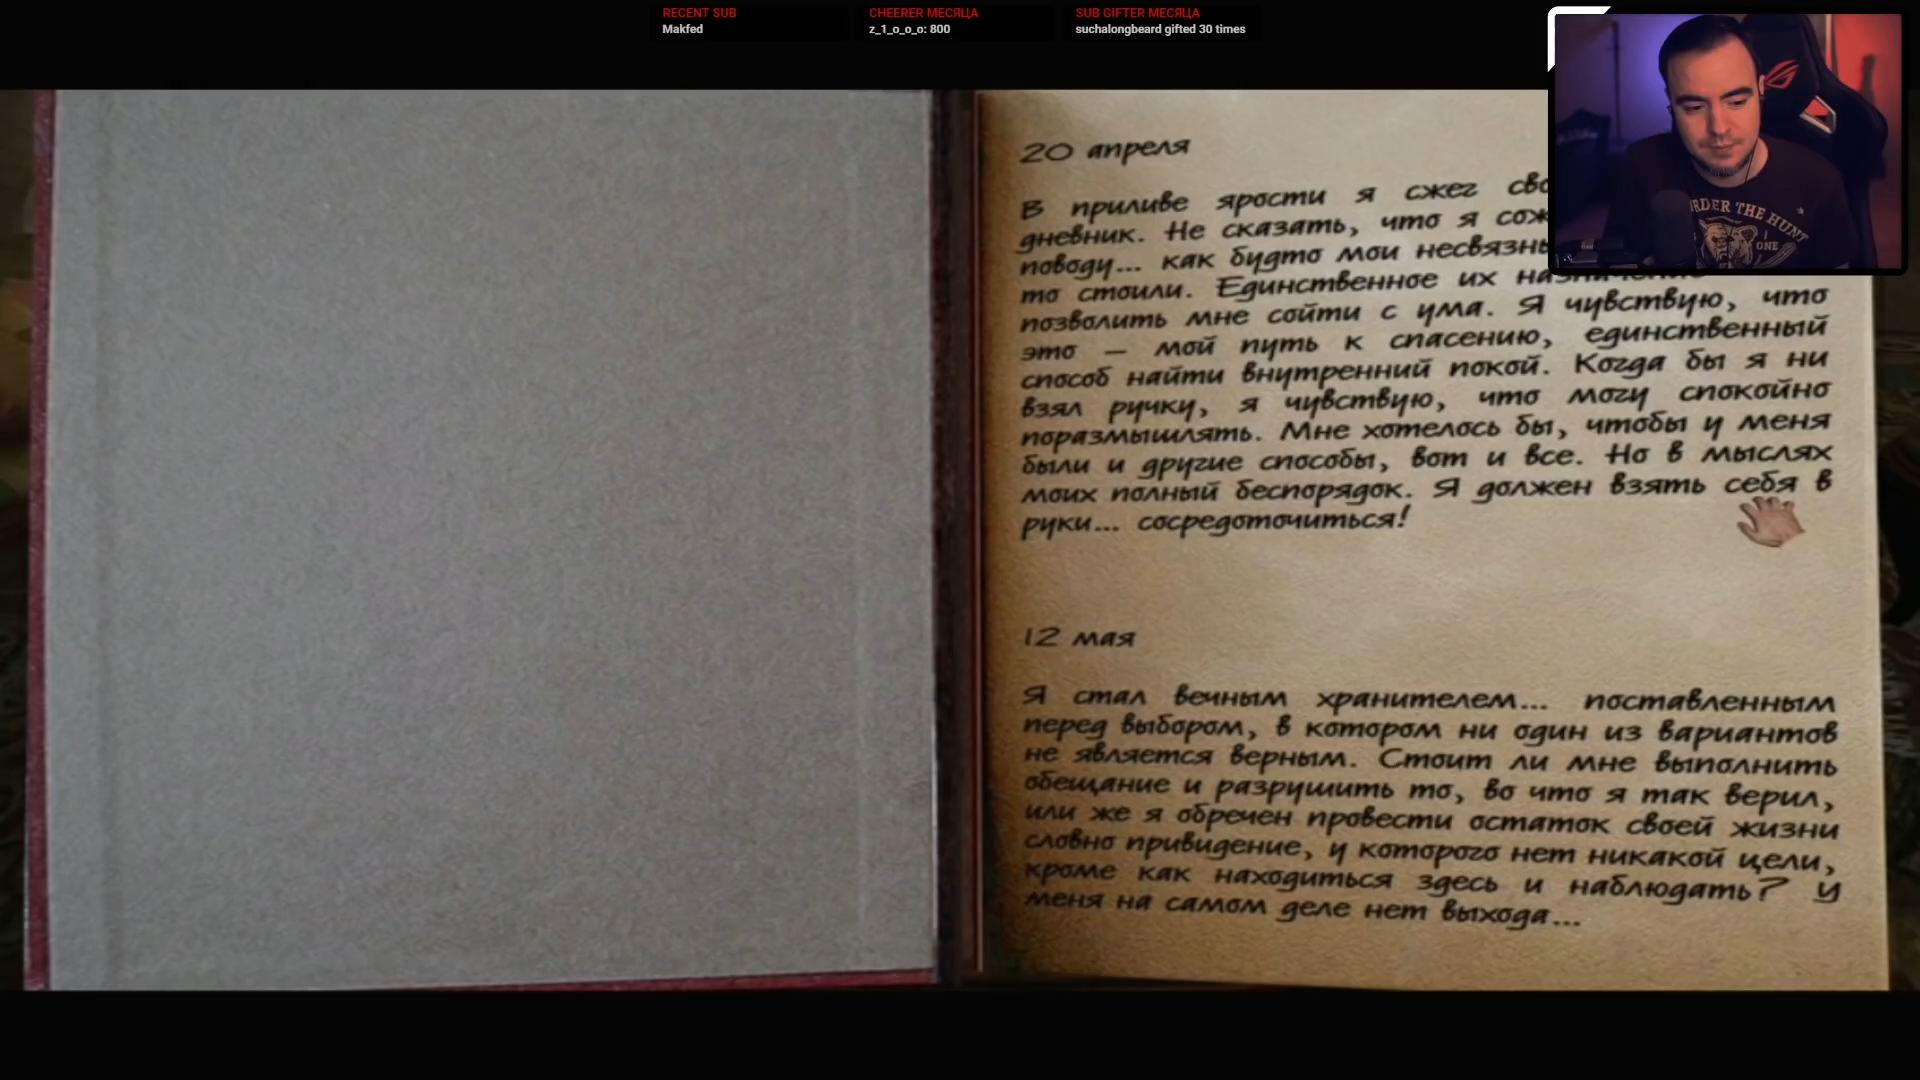 RECENT SUB
Makfed
CHEERER МЕСЯЦА
z_1_o_o_o: 800
SUB GIFTER МЕСЯЦА
suchalongbeard gifted 30 times
20 апреля
В приливе ярости я сжег
дневник. Не сказать, что я
поводу... как будто мои
то стоили. Единственное их
позволить мне сойти с ума. Я чувствую, что
это — мой путь к спасению, единственный
способ найти внутренний покой. Когда бы я ни
взял ручку, я чувствую, что могу спокойно
поразмышлять. Мне хотелось бы, чтобы у меня
были и другие способы, вот и все. Но в мыслях
моих полный беспорядок. Я должен взять себя в
руки... сосредоточиться!
12 мая
Я стал вечным хранителем... поставленным
перед выбором, в котором ни один из вариантов
не является верным. Стоит ли мне выполнить
обещание и разрушить то, во что я так верил,
или же я обречен провести остаток своей жизни
словно привидение, у которого нет никакой цели,
кроме как находиться здесь и наблюдать? У
меня на самом деле нет выхода...
THE HUNT
ONE